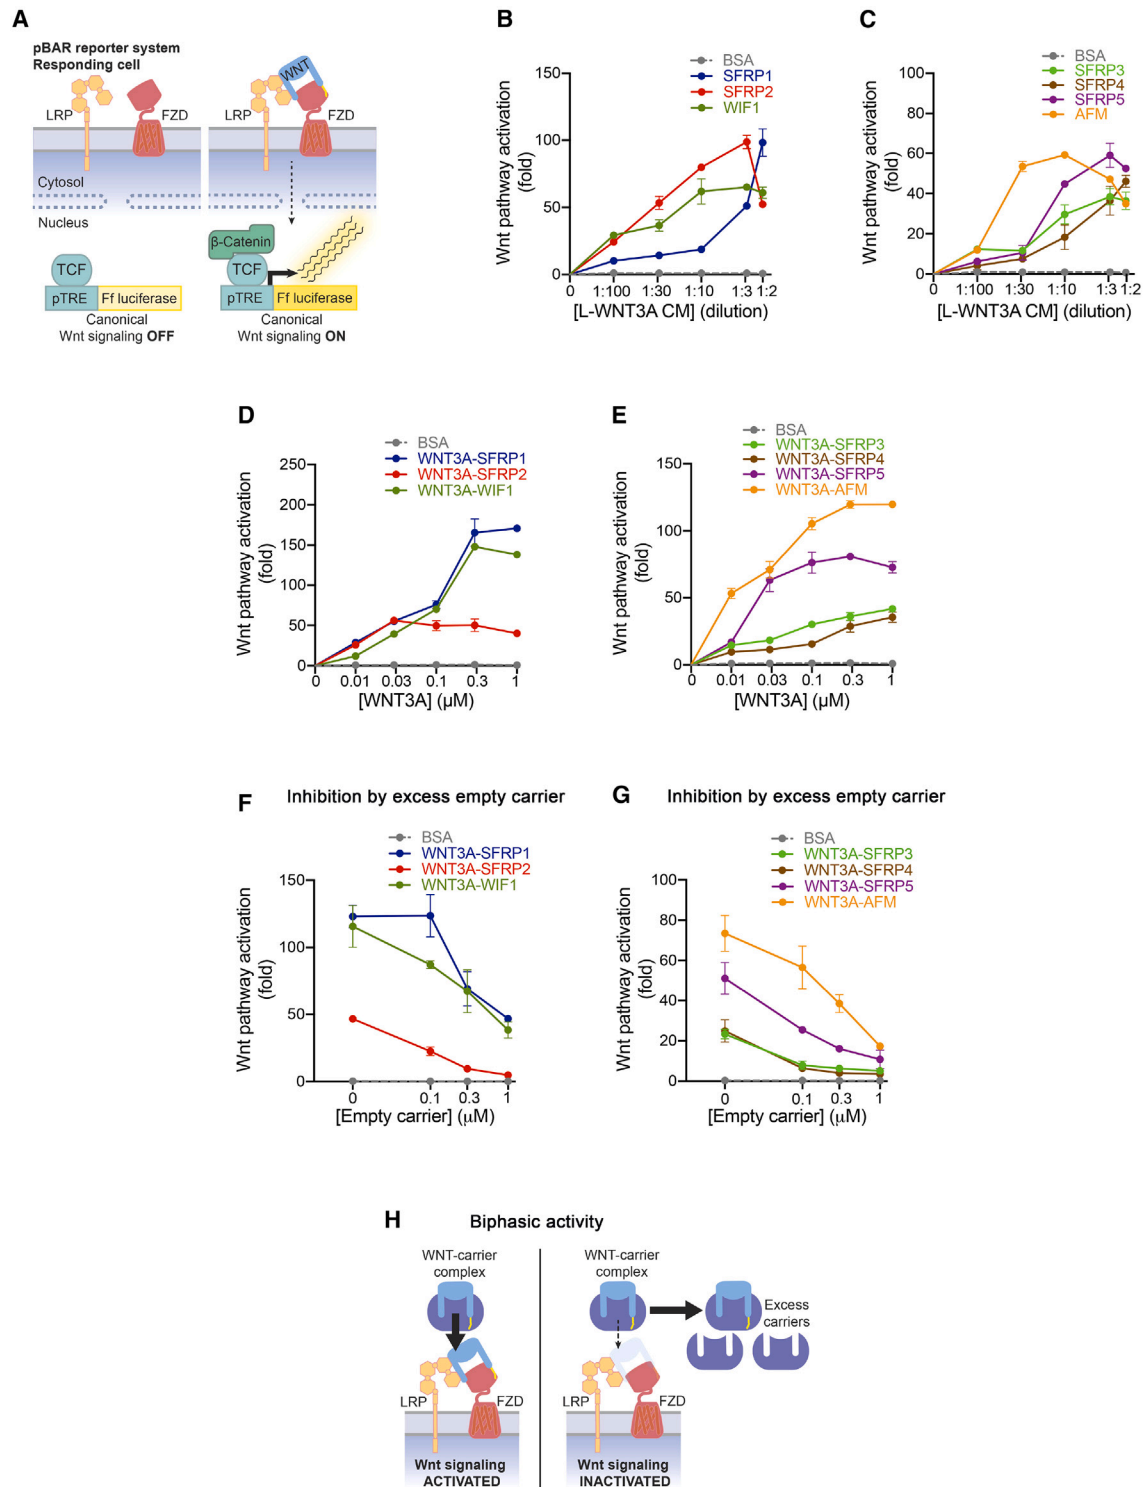 A
pBAR reporter system
Responding cell
WNT
LRP
FZD
LRP
FZD
Cytosol
Nucleus
β-Catenin
TCF
TCF
pTRE
Ff luciferase
pTRE
Ff luciferase
Canonical
Wnt signaling OFF
Canonical
Wnt signaling ON
B
BSA
SFRP1
SFRP2
WIF1
Wnt pathway activation
(fold)
150
100
50
0
0
1:100
1:30
1:10
1:3
1:2
[L-WNT3A CM] (dilution)
C
BSA
SFRP3
SFRP4
SFRP5
AFM
Wnt pathway activation
(fold)
100
80
60
40
20
0
0
1:100
1:30
1:10
1:3
1:2
[L-WNT3A CM] (dilution)
D
BSA
WNT3A-SFRP1
WNT3A-SFRP2
WNT3A-WIF1
Wnt pathway activation
(fold)
250
200
150
100
50
0
0
0.01
0.03
0.1
0.3
1
[WNT3A] (µM)
E
BSA
WNT3A-SFRP3
WNT3A-SFRP4
WNT3A-SFRP5
WNT3A-AFM
Wnt pathway activation
(fold)
150
100
50
0
0
0.01
0.03
0.1
0.3
1
[WNT3A] (µM)
F
Inhibition by excess empty carrier
BSA
WNT3A-SFRP1
WNT3A-SFRP2
WNT3A-WIF1
Wnt pathway activation
(fold)
150
100
50
0
0
0.1
0.3
1
[Empty carrier] (µM)
G
Inhibition by excess empty carrier
BSA
WNT3A-SFRP3
WNT3A-SFRP4
WNT3A-SFRP5
WNT3A-AFM
Wnt pathway activation
(fold)
100
80
60
40
20
0
0
0.1
0.3
1
[Empty carrier] (µM)
H
Biphasic activity
WNT-carrier
complex
LRP
FZD
Wnt signaling
ACTIVATED
WNT-carrier
complex
Excess
carriers
LRP
FZD
Wnt signaling
INACTIVATED